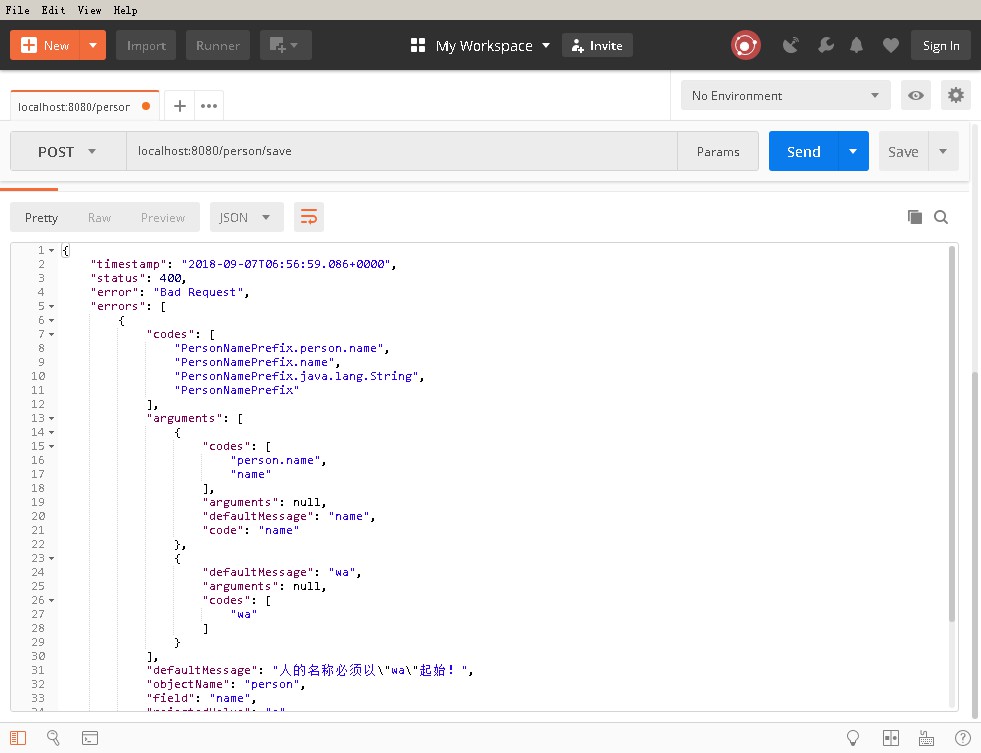 File Edit View Help
New Import Runner My Workspace Invite Sign In
localhost:8080/person No Environment
POST localhost:8080/person/save Params Send Save
Pretty Raw Preview JSON
1 {
2 "timestamp": "2018-09-07T06:56:59.086+0000",
3 "status": 400,
4 "error": "Bad Request",
5 "errors": [
6 {
7 "codes": [
8 "PersonNamePrefix.person.name",
9 "PersonNamePrefix.name",
10 "PersonNamePrefix.java.lang.String",
11 "PersonNamePrefix"
12 ],
13 "arguments": [
14 {
15 "codes": [
16 "person.name",
17 "name"
18 ],
19 "arguments": null,
20 "defaultMessage": "name",
21 "code": "name"
22 },
23 {
24 "defaultMessage": "wa",
25 "arguments": null,
26 "codes": [
27 "wa"
28 ]
29 }
30 ],
31 "defaultMessage": "人的名称必须以\"wa\"起始！",
32 "objectName": "person",
33 "field": "name",